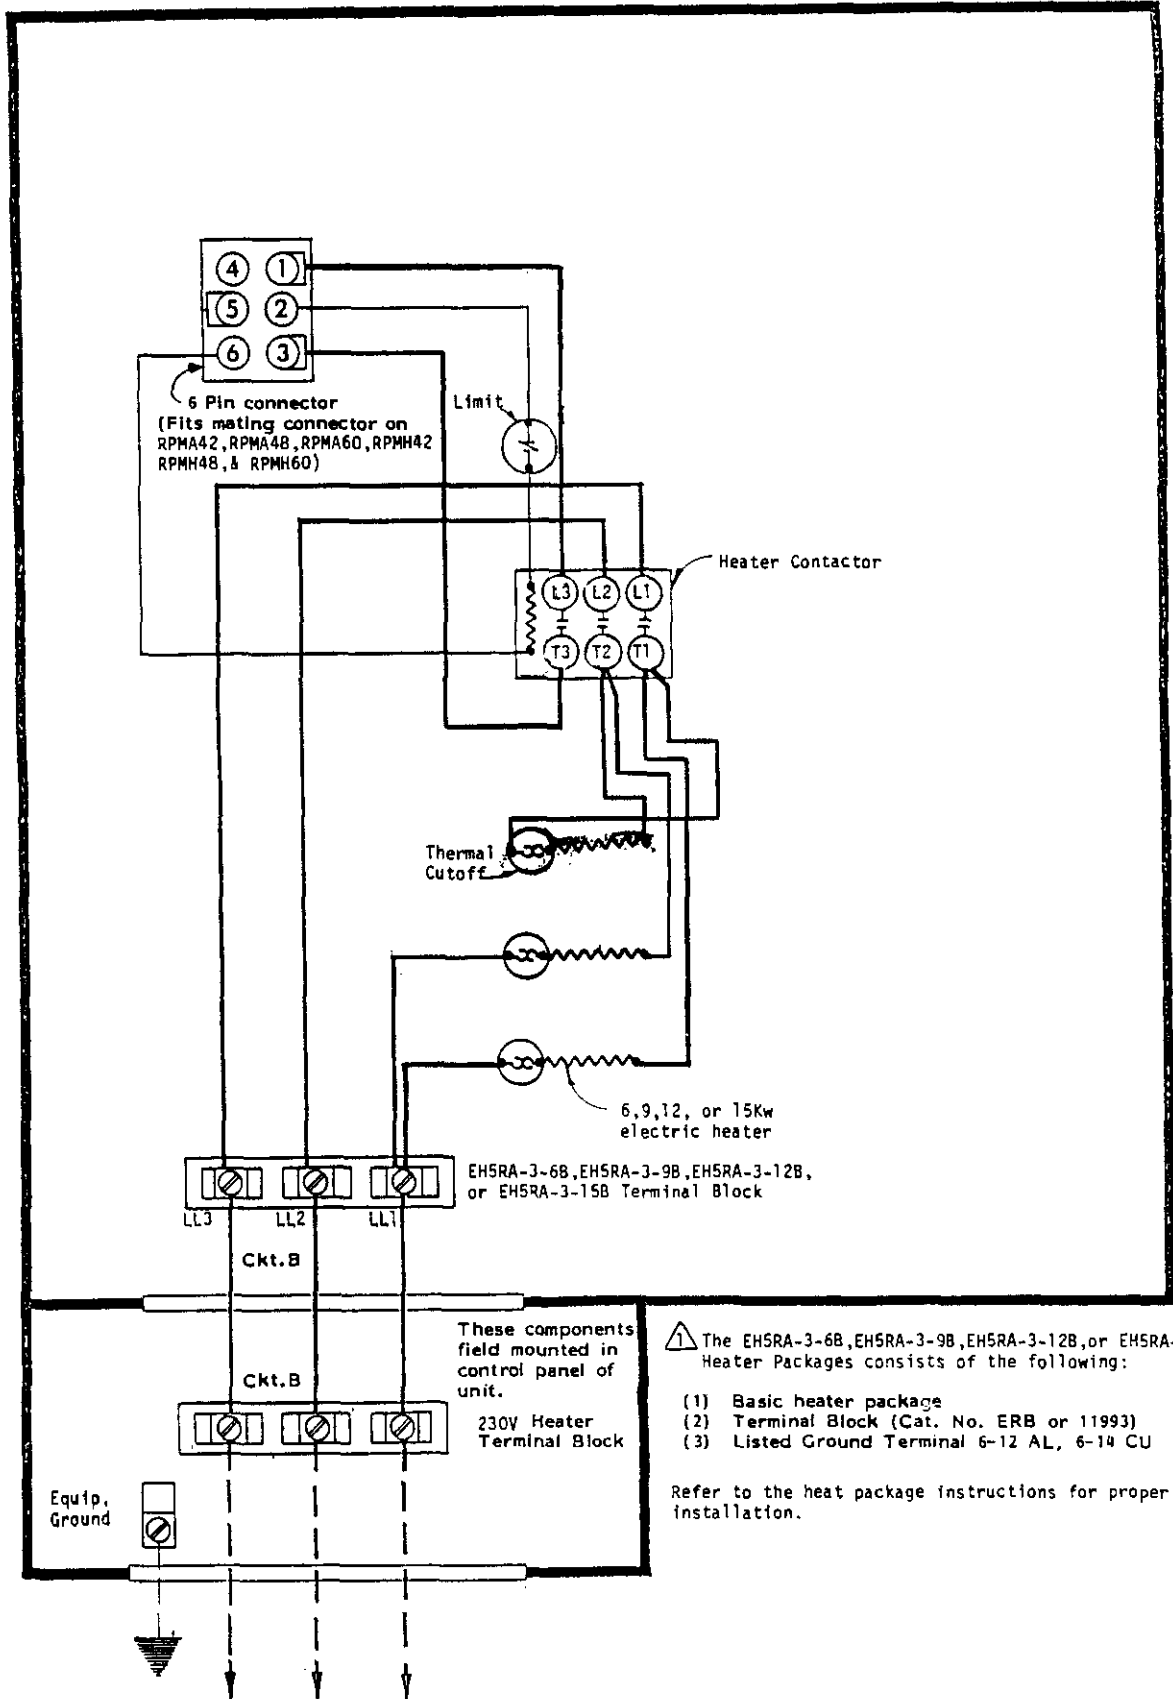 4 1
5 2
6 3
6 Pin connector
(Fits mating connector on
RPMA42,RPMA48,RPMA60,RPMH42
RPMH48,& RPMH60)
Limit
Heater Contactor
L3 L2 L1
T3 T2 T1
Thermal
Cutoff
6,9,12, or 15Kw
electric heater
EH5RA-3-6B,EH5RA-3-9B,EH5RA-3-12B,
or EH5RA-3-15B Terminal Block
LL3 LL2 LL1
Ckt.B
These components
field mounted in
control panel of
unit.
Ckt.B
230V Heater
Terminal Block
Equip.
Ground
1 The EH5RA-3-6B,EH5RA-3-9B,EH5RA-3-12B,or EH5RA-
Heater Packages consists of the following:
(1) Basic heater package
(2) Terminal Block (Cat. No. ERB or 11993)
(3) Listed Ground Terminal 6-12 AL, 6-14 CU
Refer to the heat package instructions for proper
installation.